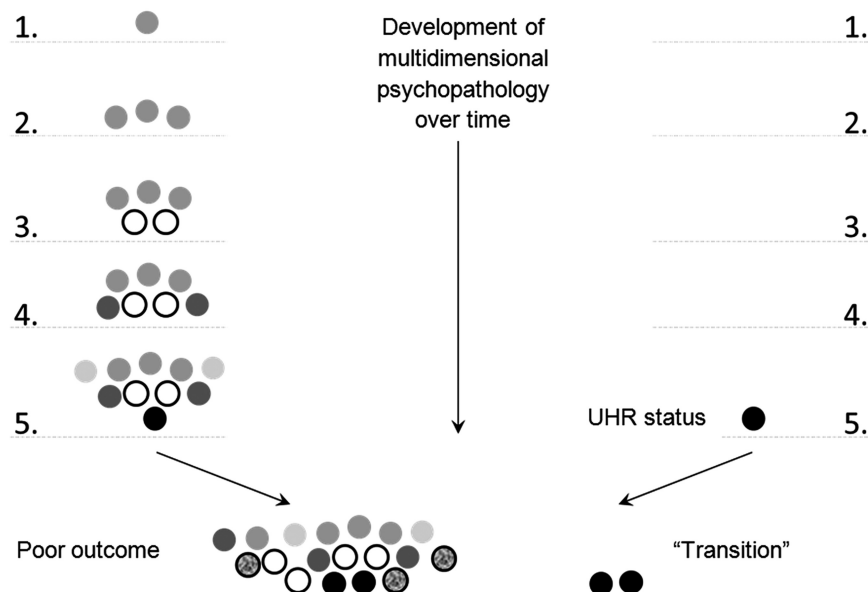 1.
Development of
multidimensional
psychopathology
over time
1.
2.
2.
3.
3.
4.
4.
5.
UHR status
5.
Poor outcome
“Transition”